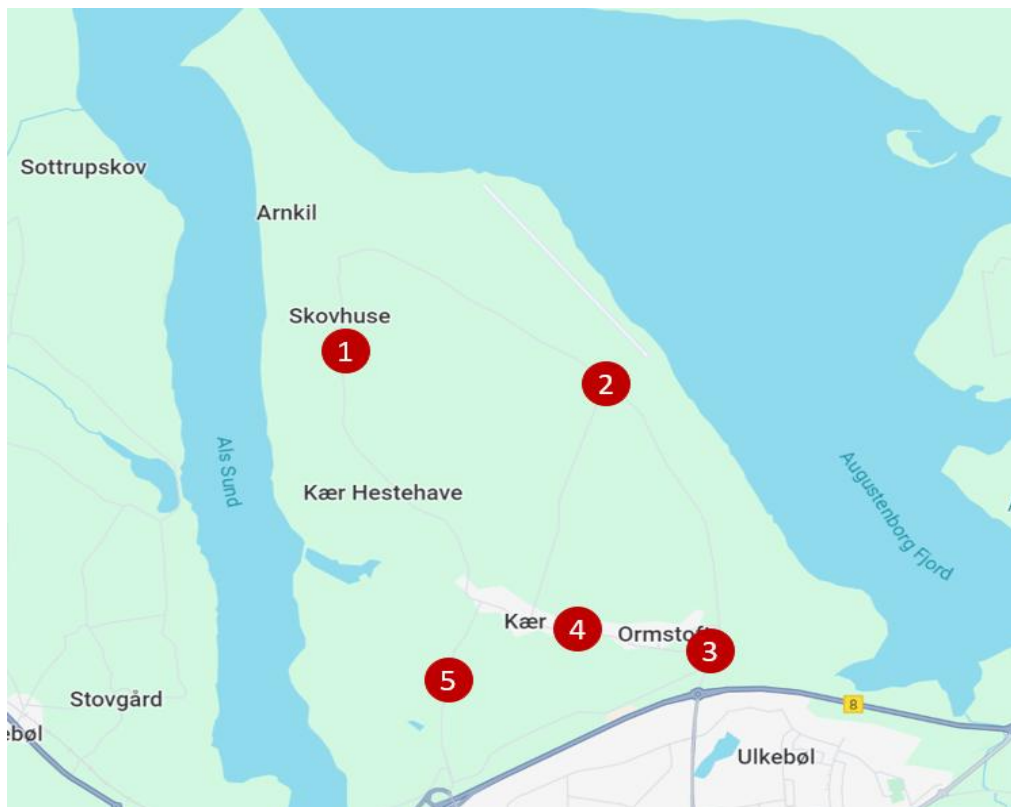 Sottrupskov
Arnkil
Skovhuse
1
2
Als Sund
Kær Hestehave
Augustenborg Fjord
Kær
4
Ormstoft
3
5
Stovgård
8
ebøl
Ulkebøl